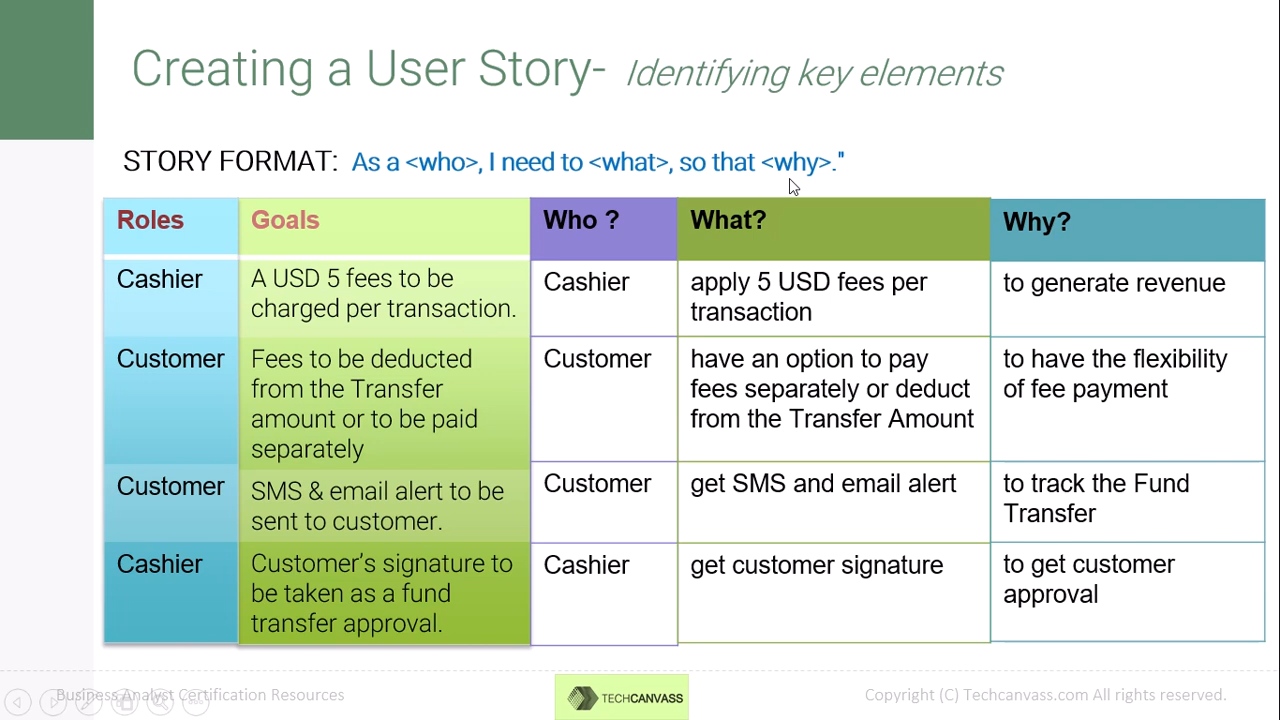 Creating a User Story- Identifying key elements
STORY FORMAT: As a <who>, I need to <what>, so that <why>."
Roles
Goals
Who ?
What?
Why?
Cashier
A USD 5 fees to be
charged per transaction.
Cashier
apply 5 USD fees per
transaction
to generate revenue
Customer
Fees to be deducted
from the Transfer
amount or to be paid
separately
Customer
have an option to pay
fees separately or deduct
from the Transfer Amount
to have the flexibility
of fee payment
Customer
SMS & email alert to be
sent to customer.
Customer
get SMS and email alert
to track the Fund
Transfer
Cashier
Customer's signature to
be taken as a fund
transfer approval.
Cashier
get customer signature
to get customer
approval
Business Analyst Certification Resources
TECHCANVASS
Copyright (C) Techcanvass.com All rights reserved.